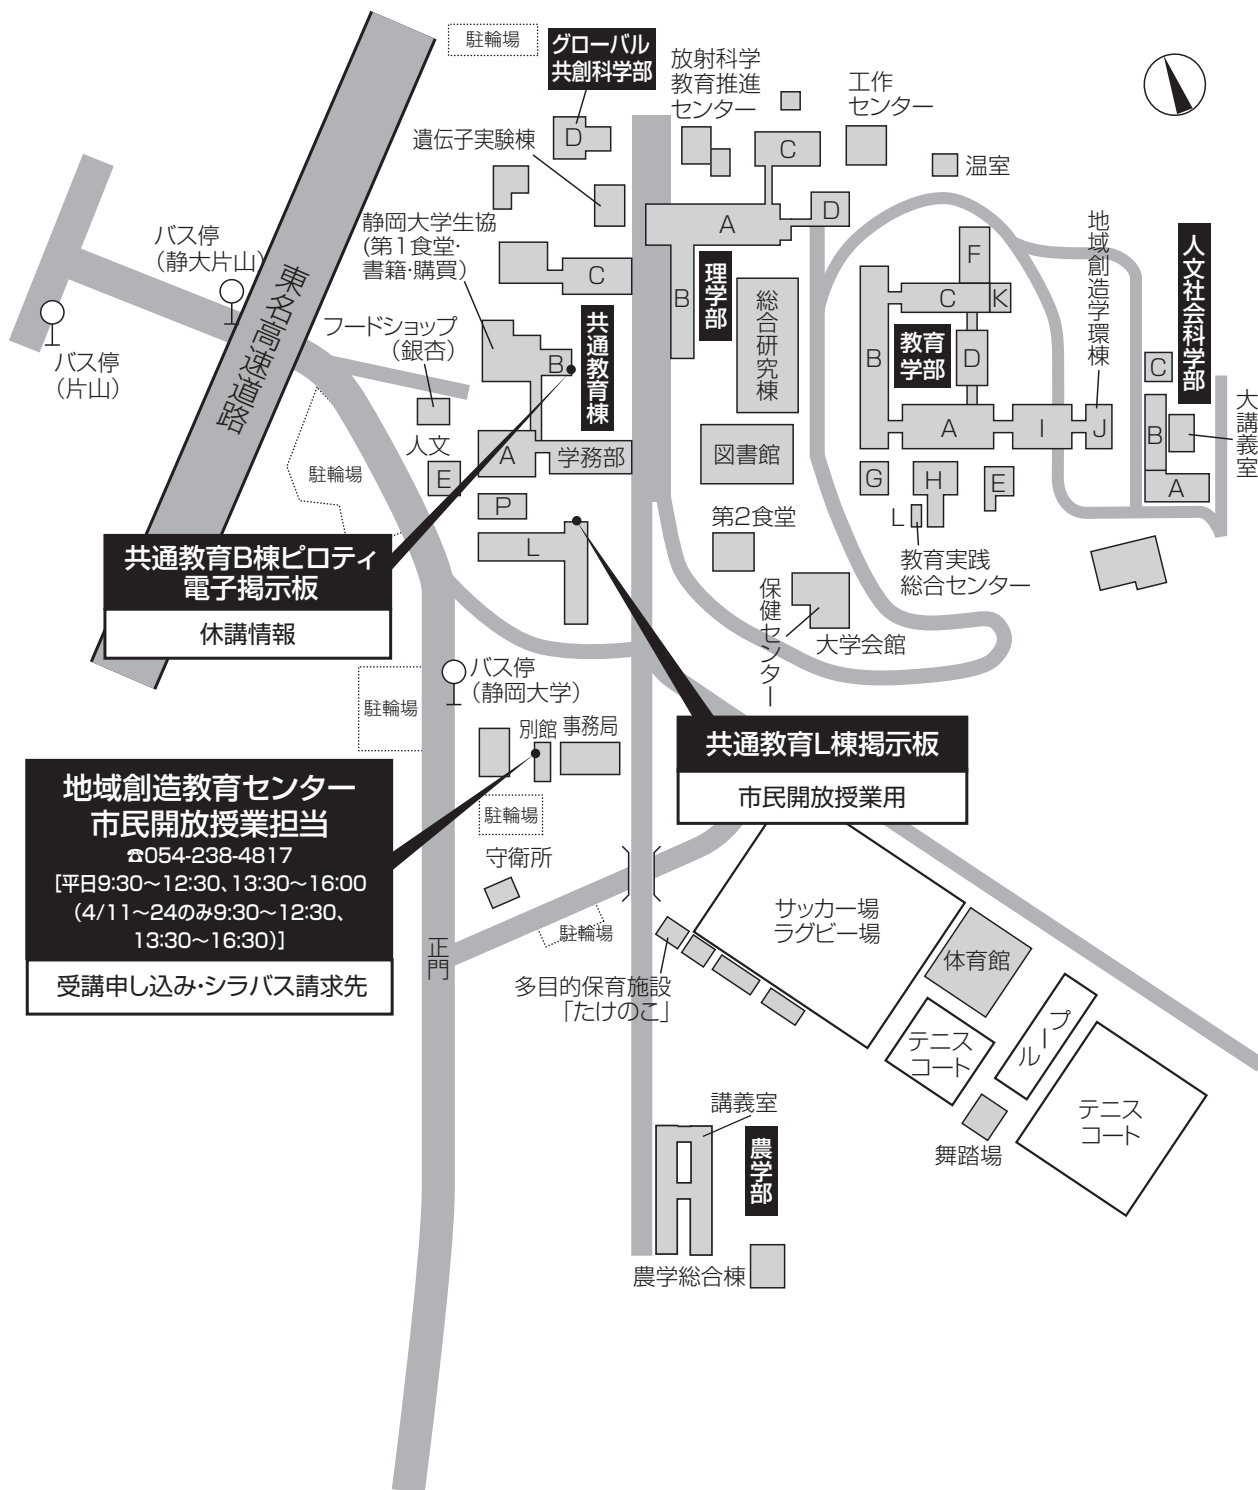 駐輪場
グローバル
共創科学部
放射科学
教育推進
センター
工作
センター
D
遺伝子実験棟
C
温室
静岡大学生協
(第1食堂・
書籍・購買)
A
D
地域創造学環棟
人文社会科学部
バス停
(静大片山)
東名高速道路
C
B
理学部
総合研究棟
F
C
K
バス停
(片山)
フードショップ
(銀杏)
B
共通教育棟
B
教育
学部
D
C
大講義室
人文
E
A
学務部
図書館
A
I
J
B
A
駐輪場
P
G
H
E
L
第2食堂
L
教育実践
総合センター
共通教育B棟ピロティ
電子掲示板
休講情報
保健センター
大学会館
バス停
(静岡大学)
駐輪場
別館
事務局
共通教育L棟掲示板
市民開放授業用
地域創造教育センター
市民開放授業担当
☎054-238-4817
[平日9:30〜12:30、13:30〜16:00
(4/11〜24のみ9:30〜12:30、
13:30〜16:30)]
受講申し込み・シラバス請求先
駐輪場
守衛所
正門
駐輪場
サッカー場
ラグビー場
体育館
多目的保育施設
「たけのこ」
テニス
コート
プール
テニス
コート
舞踏場
講義室
農学部
農学総合棟